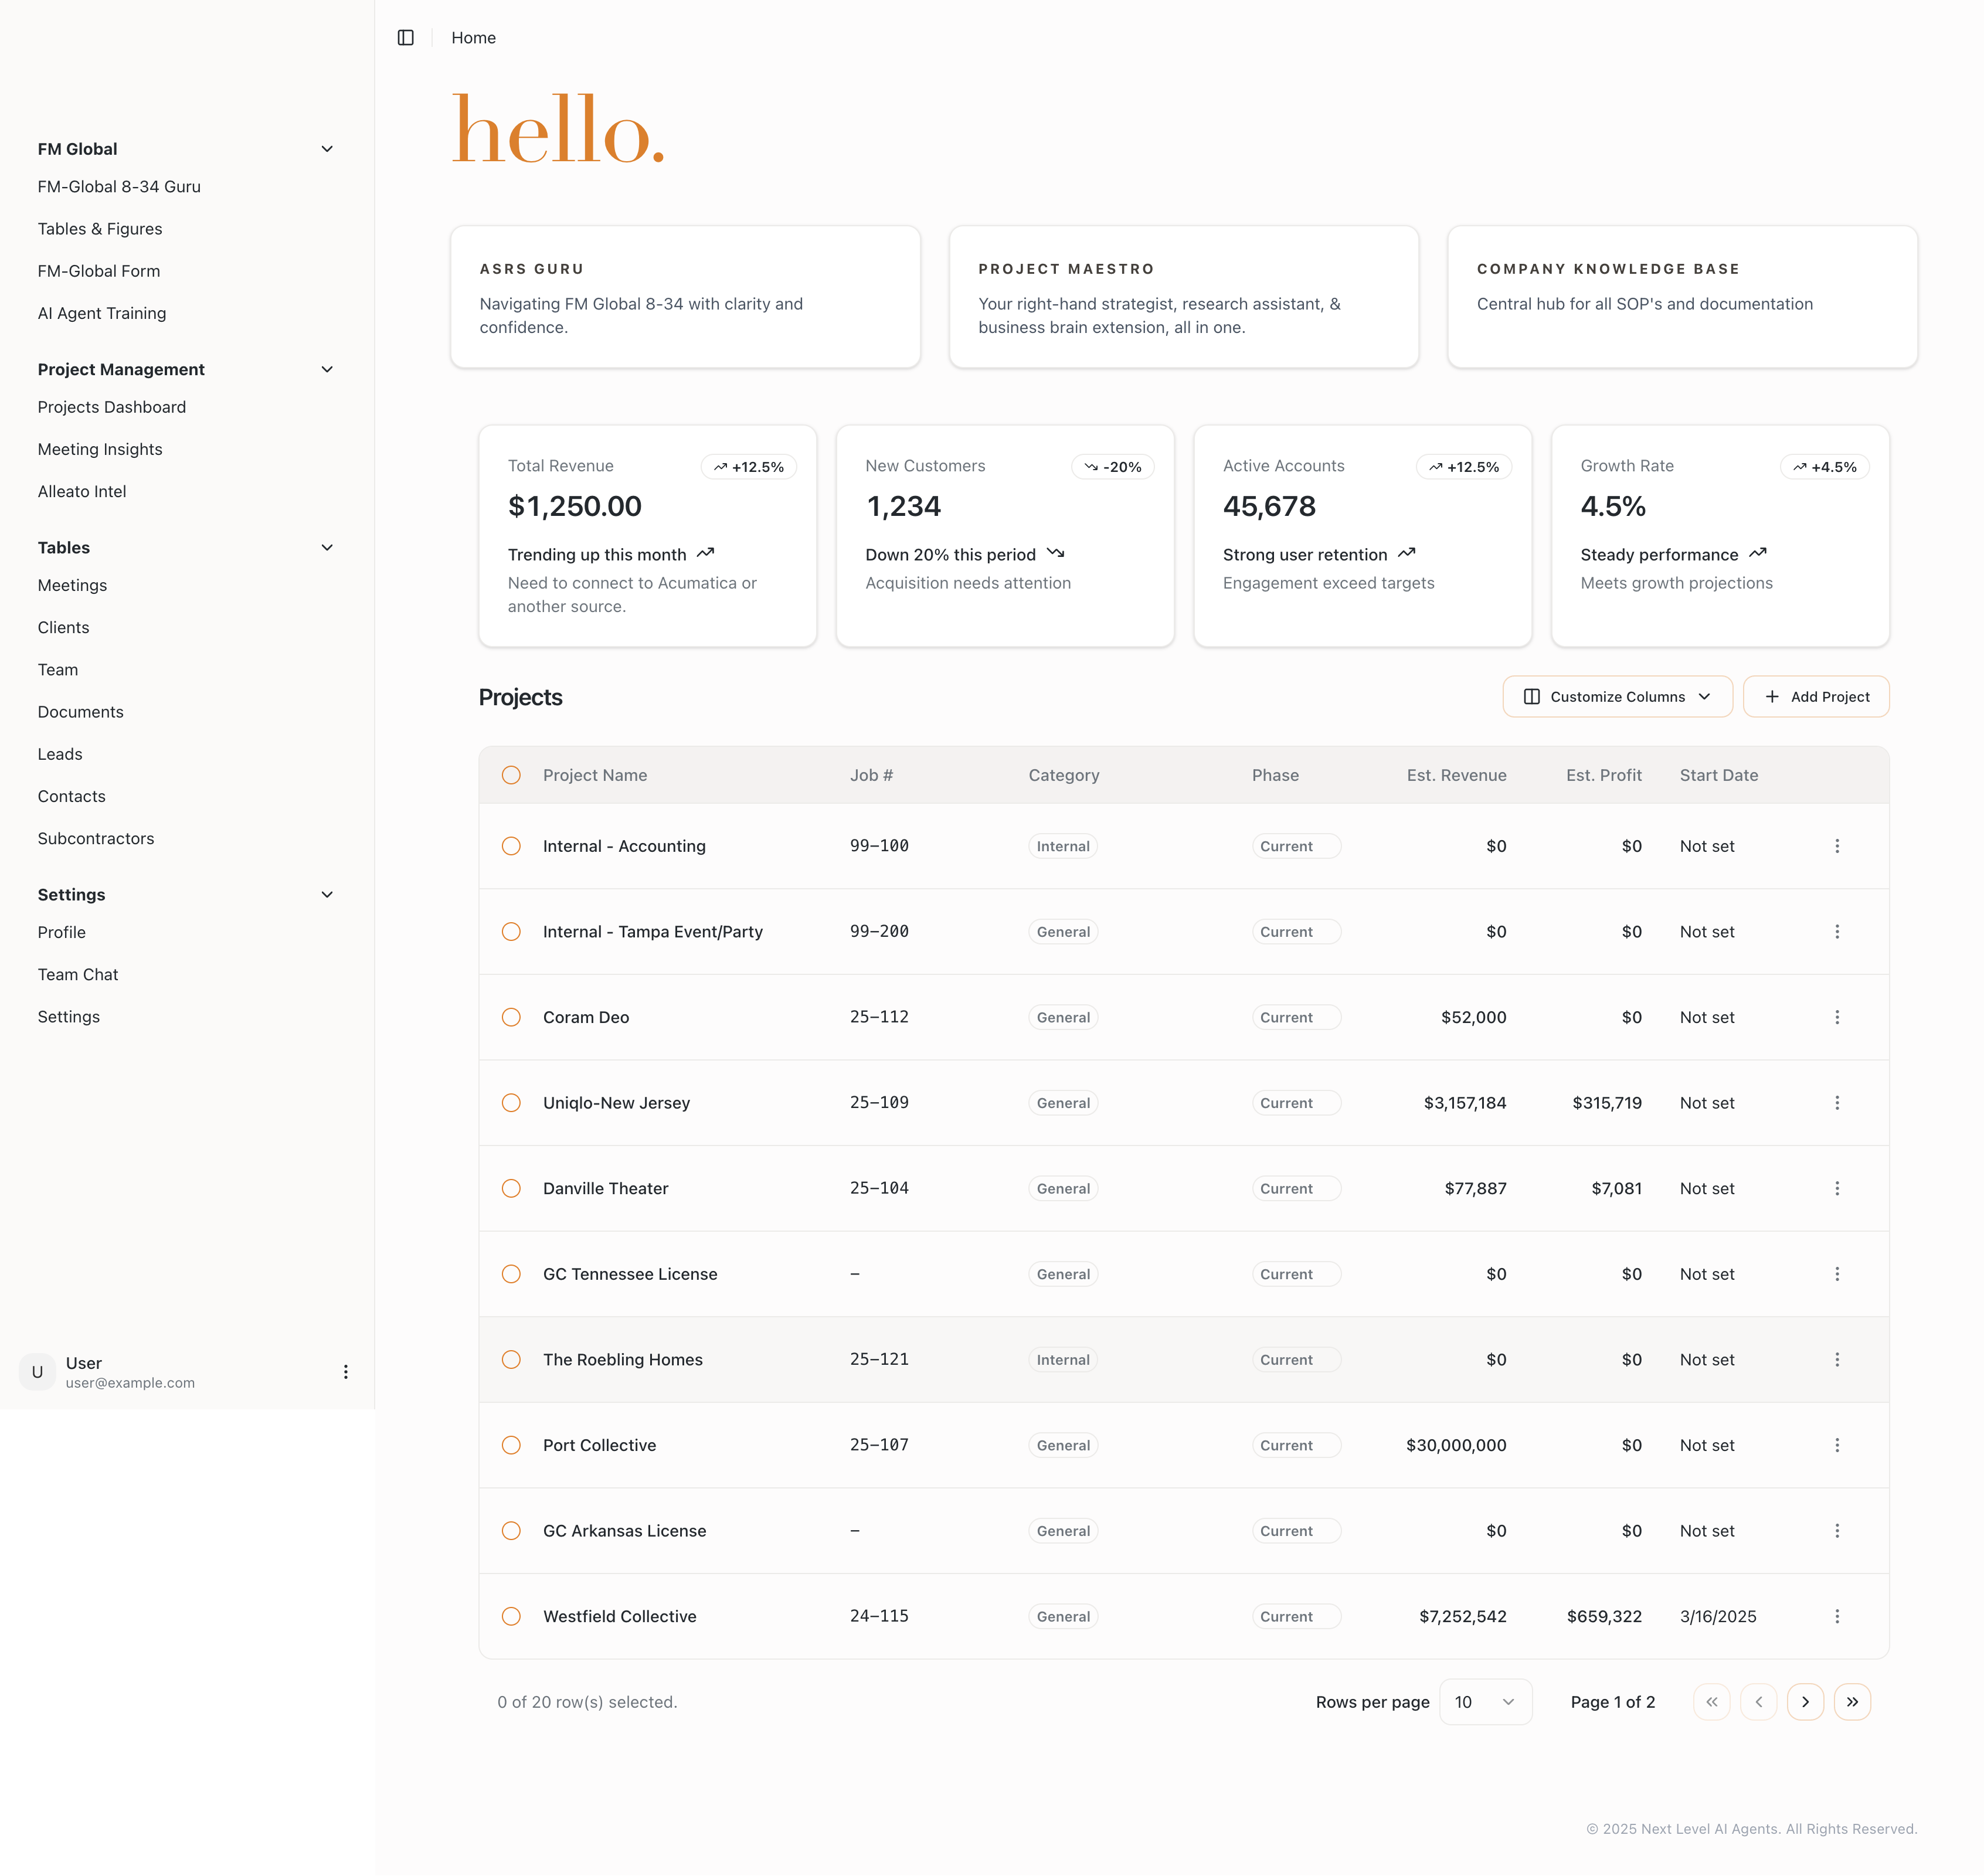 Home
hello.
FM Global
FM-Global 8-34 Guru
Tables & Figures
FM-Global Form
AI Agent Training
Project Management
Projects Dashboard
Meeting Insights
Alleato Intel
Tables
Meetings
Clients
Team
Documents
Leads
Contacts
Subcontractors
Settings
Profile
Team Chat
Settings
U
User
user@example.com
ASRS GURU
Navigating FM Global 8-34 with clarity and
confidence.
PROJECT MAESTRO
Your right-hand strategist, research assistant, &
business brain extension, all in one.
COMPANY KNOWLEDGE BASE
Central hub for all SOP's and documentation
Total Revenue +12.5%
$1,250.00
Trending up this month
Need to connect to Acumatica or
another source.
New Customers -20%
1,234
Down 20% this period
Acquisition needs attention
Active Accounts +12.5%
45,678
Strong user retention
Engagement exceed targets
Growth Rate +4.5%
4.5%
Steady performance
Meets growth projections
Projects Customize Columns Add Project
Project Name Job # Category Phase Est. Revenue Est. Profit Start Date
Internal - Accounting 99-100 Internal Current $0 $0 Not set
Internal - Tampa Event/Party 99-200 General Current $0 $0 Not set
Coram Deo 25-112 General Current $52,000 $0 Not set
Uniqlo-New Jersey 25-109 General Current $3,157,184 $315,719 Not set
Danville Theater 25-104 General Current $77,887 $7,081 Not set
GC Tennessee License - General Current $0 $0 Not set
The Roebling Homes 25-121 Internal Current $0 $0 Not set
Port Collective 25-107 General Current $30,000,000 $0 Not set
GC Arkansas License - General Current $0 $0 Not set
Westfield Collective 24-115 General Current $7,252,542 $659,322 3/16/2025
0 of 20 row(s) selected. Rows per page 10 Page 1 of 2
© 2025 Next Level AI Agents. All Rights Reserved.